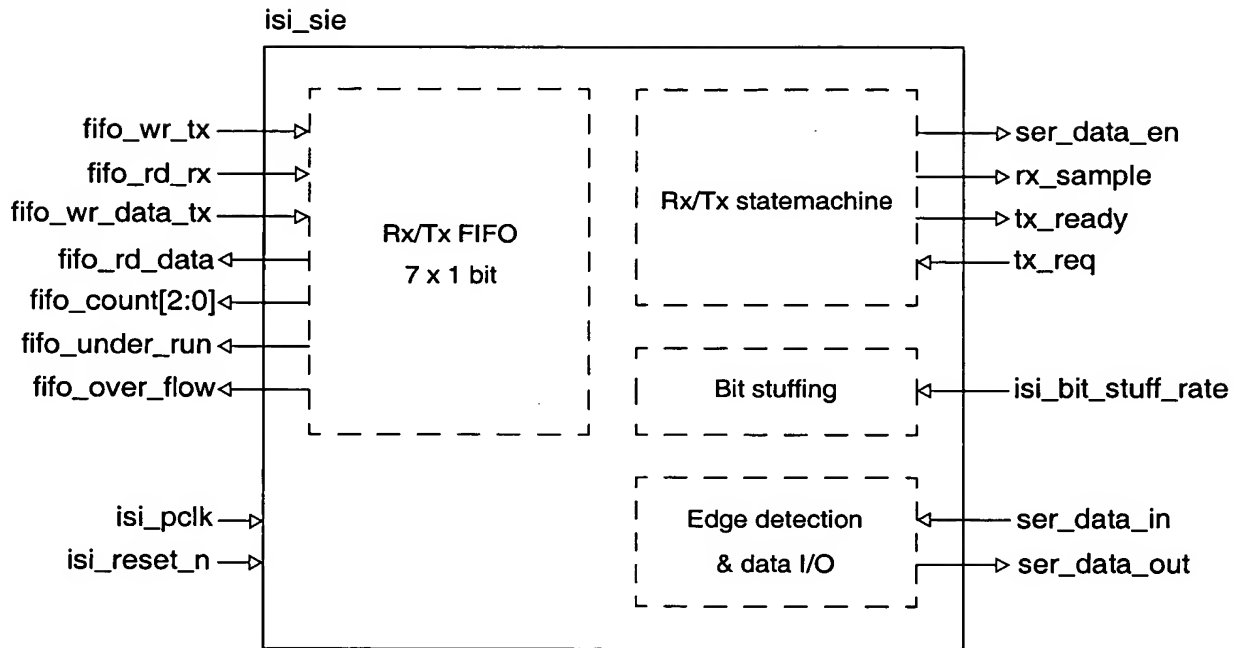 isi_sie
fifo_wr_tx
fifo_rd_rx
fifo_wr_data_tx
fifo_rd_data
fifo_count[2:0]
fifo_under_run
fifo_over_flow
isi_pclk
isi_reset_n
Rx/Tx FIFO
7 x 1 bit
Rx/Tx statemachine
Bit stuffing
Edge detection
& data I/O
ser_data_en
rx_sample
tx_ready
tx_req
isi_bit_stuff_rate
ser_data_in
ser_data_out